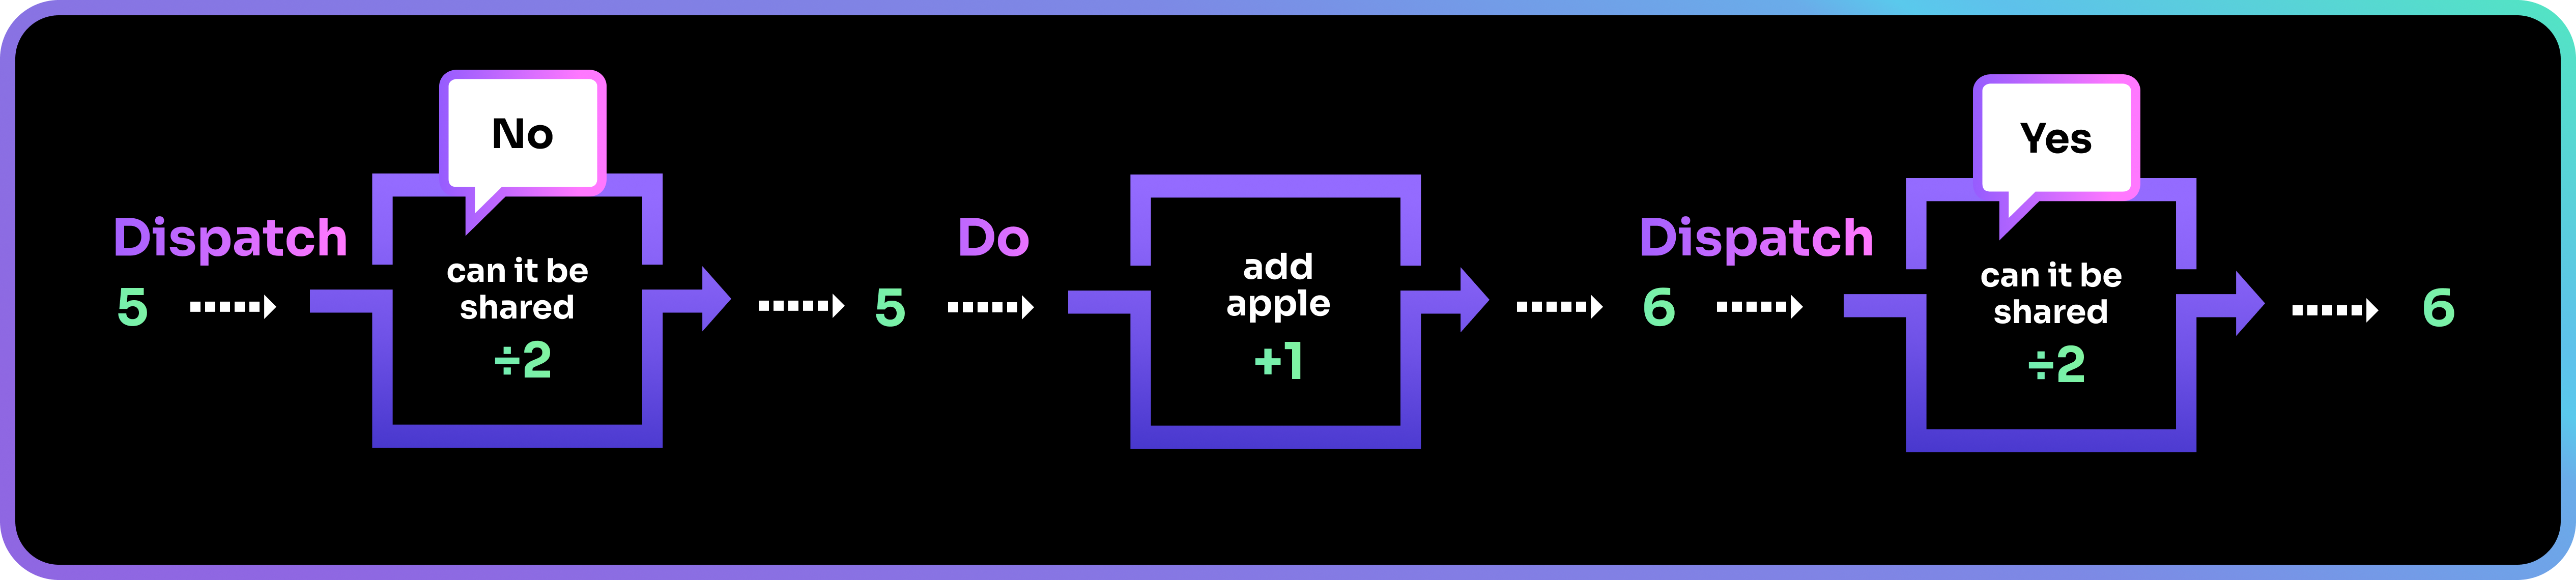 No
Dispatch
can it be
shared
÷2
5
5
Do
add
apple
+1
6
Yes
Dispatch
can it be
shared
÷2
6